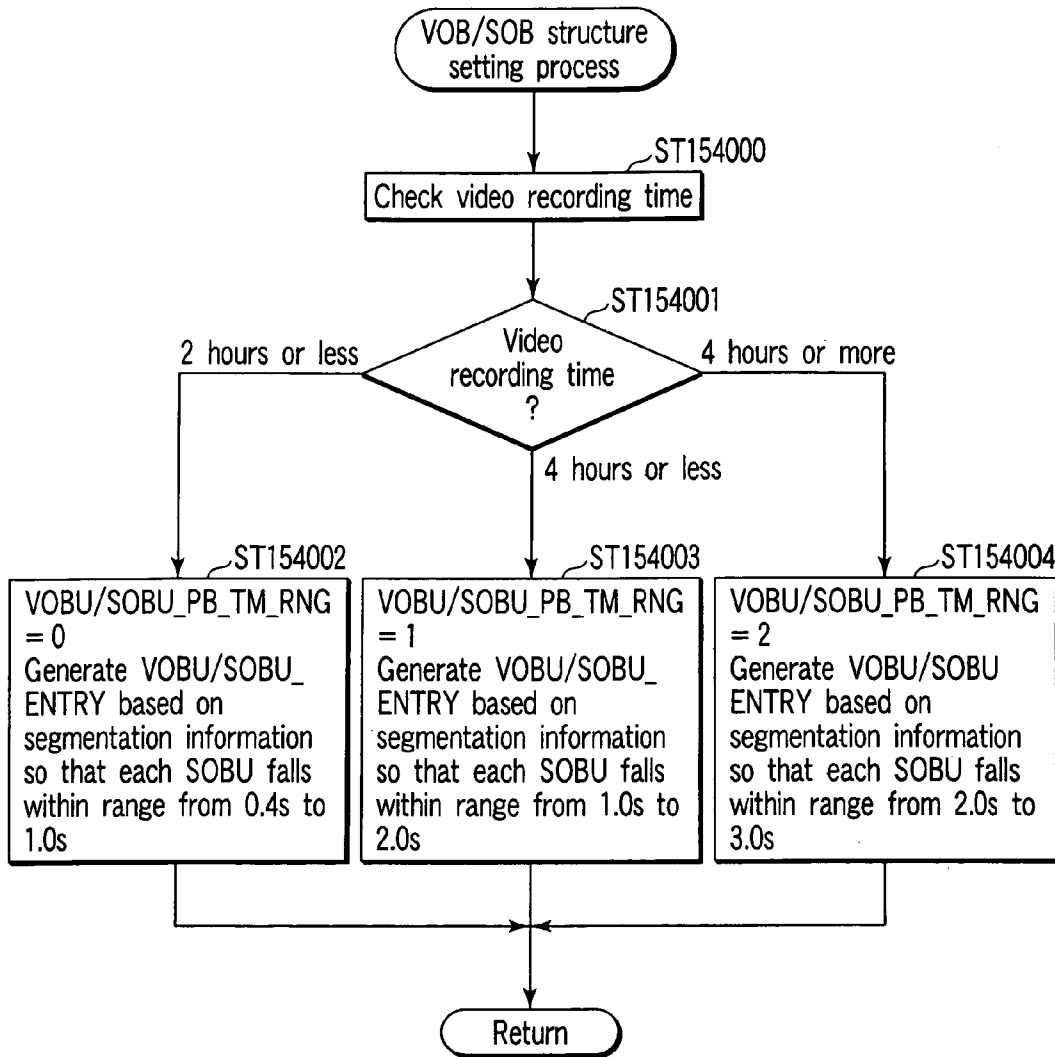 VOB/SOB structure
setting process
ST154000
Check video recording time
ST154001
2 hours or less
Video
recording time
?
4 hours or more
4 hours or less
ST154002
VOBU/SOBU_PB_TM_RNG
= 0
Generate VOBU/SOBU_
ENTRY based on
segmentation information
so that each SOBU falls
within range from 0.4s to
1.0s
ST154003
VOBU/SOBU_PB_TM_RNG
= 1
Generate VOBU/SOBU_
ENTRY based on
segmentation information
so that each SOBU falls
within range from 1.0s to
2.0s
ST154004
VOBU/SOBU_PB_TM_RNG
= 2
Generate VOBU/SOBU
ENTRY based on
segmentation information
so that each SOBU falls
within range from 2.0s to
3.0s
Return